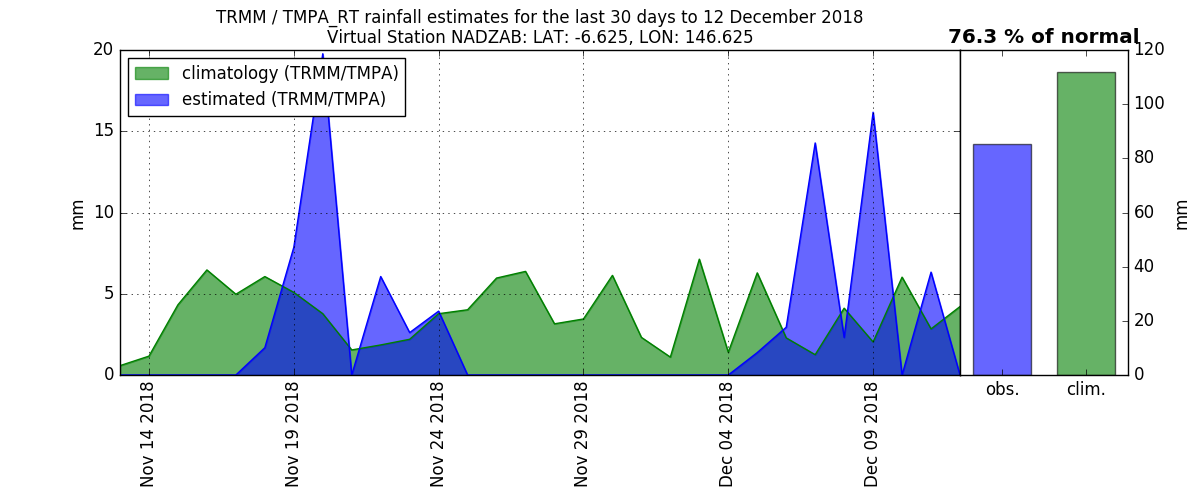 TRMM / TMPA_RT rainfall estimates for the last 30 days to 12 December 2018
Virtual Station NADZAB: LAT: -6.625, LON: 146.625
76.3 % of normal
climatology (TRMM/TMPA)
estimated (TRMM/TMPA)
20
15
10
5
0
mm
120
100
80
60
40
20
0
mm
obs.
clim.
Nov 14 2018
Nov 19 2018
Nov 24 2018
Nov 29 2018
Dec 04 2018
Dec 09 2018